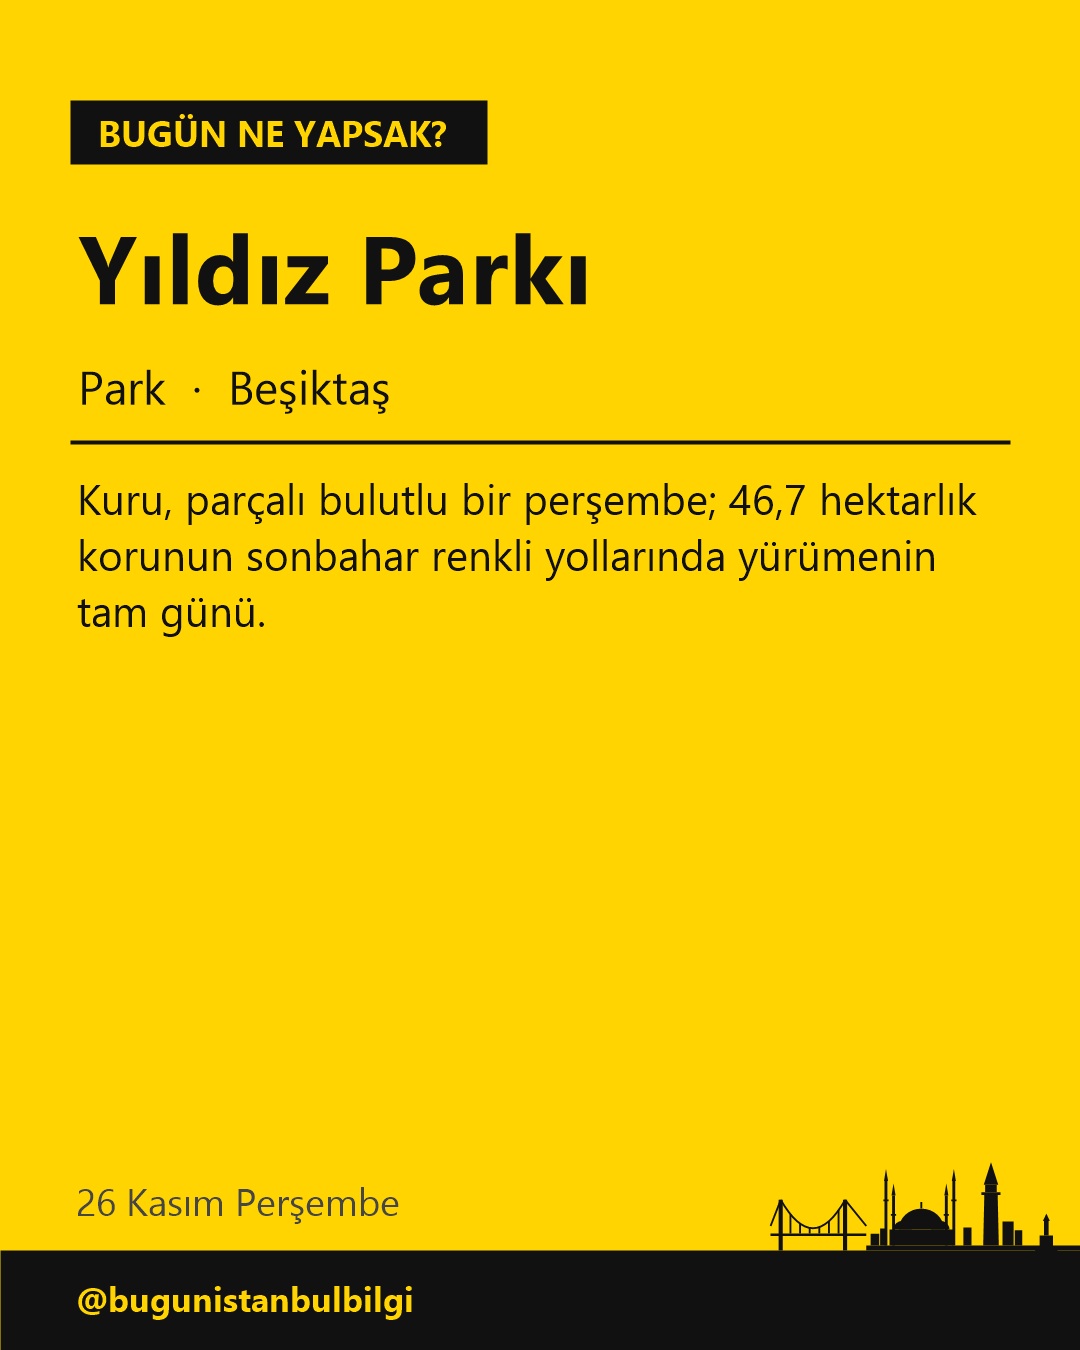 BUGÜN NE YAPSAK?
Yıldız Parkı
Park · Beşiktaş
Kuru, parçalı bulutlu bir perşembe; 46,7 hektarlık
korunun sonbahar renkli yollarında yürümenin
tam günü.
26 Kasım Perşembe
@bugunistanbulbilgi